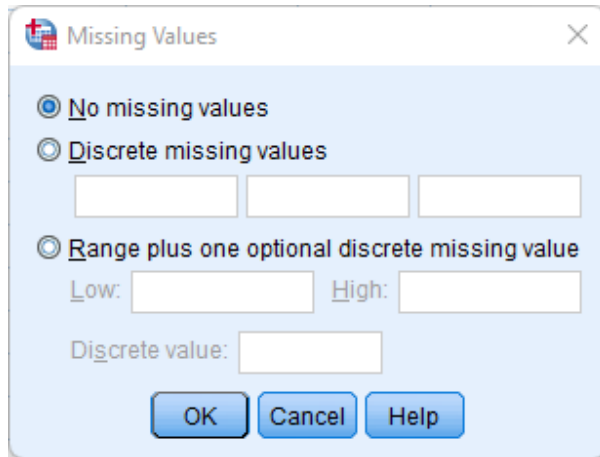 Missing Values
No missing values
Discrete missing values
Range plus one optional discrete missing value
Low: High:
Discrete value:
OK Cancel Help